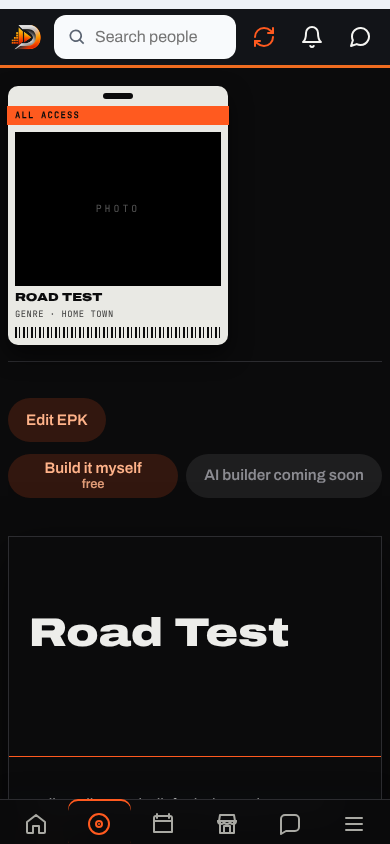 Search people
ALL ACCESS
PHOTO
ROAD TEST
GENRE · HOME TOWN
Edit EPK
Build it myself
free
AI builder coming soon
Road Test